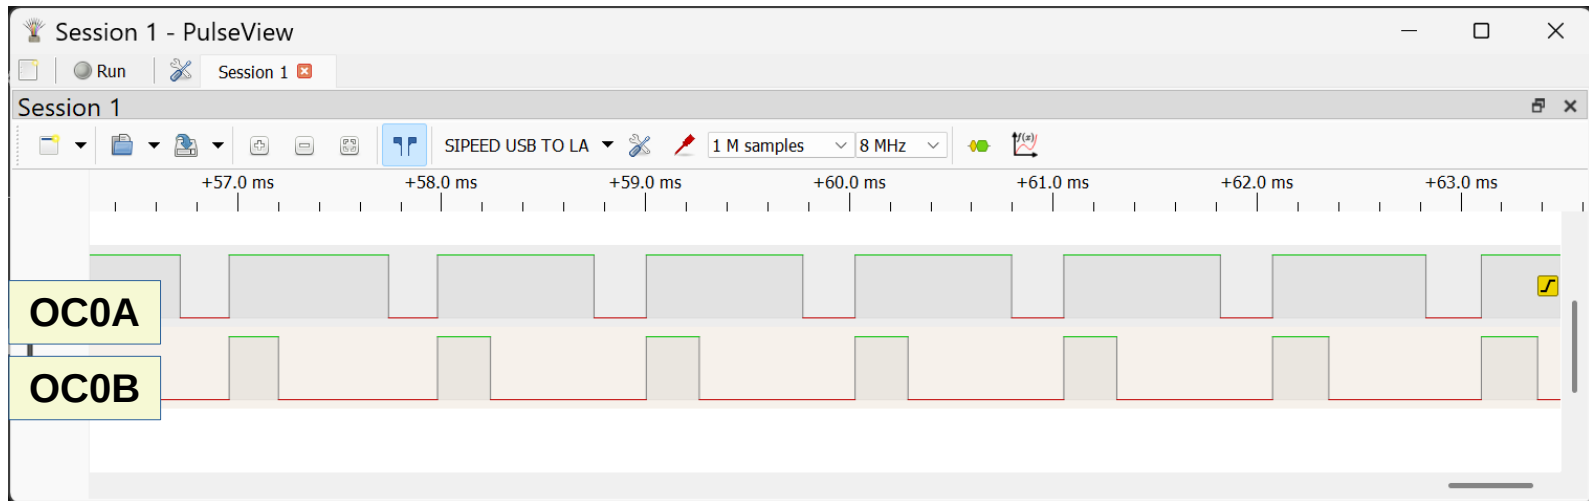 Session 1 - PulseView
Run Session 1
Session 1
SIPEED USB TO LA 1 M samples 8 MHz f(x)
+57.0 ms +58.0 ms +59.0 ms +60.0 ms +61.0 ms +62.0 ms +63.0 ms
OC0A
OC0B